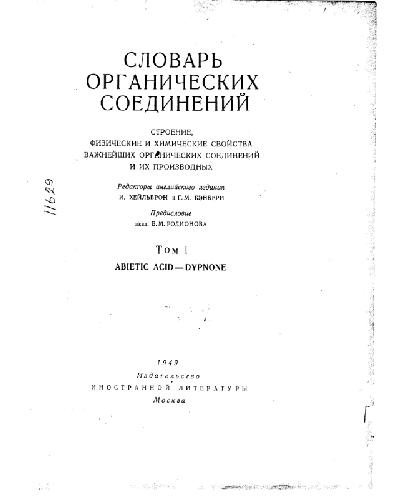 СЛОВАРЬ
ОРГАНИЧЕСКИХ
СОЕДИНЕНИЙ
СТРОЕНИЕ,
ФИЗИЧЕСКИЕ И ХИМИЧЕСКИЕ СВОЙСТВА
ВАЖНЕЙШИХ ОРГАНИЧЕСКИХ СОЕДИНЕНИЙ
И ИХ ПРОИЗВОДНЫХ
Редакторы английского издания
И. ХЕЙЛЬБРОН и Г. М. БЭНБЕРИ
Предисловие
акад. В. М. РОДИОНОВА
ТОМ I
ABIETIC ACID — DYPNONE
1949
Издательство
ИНОСТРАННОЙ ЛИТЕРАТУРЫ
Москва
11629